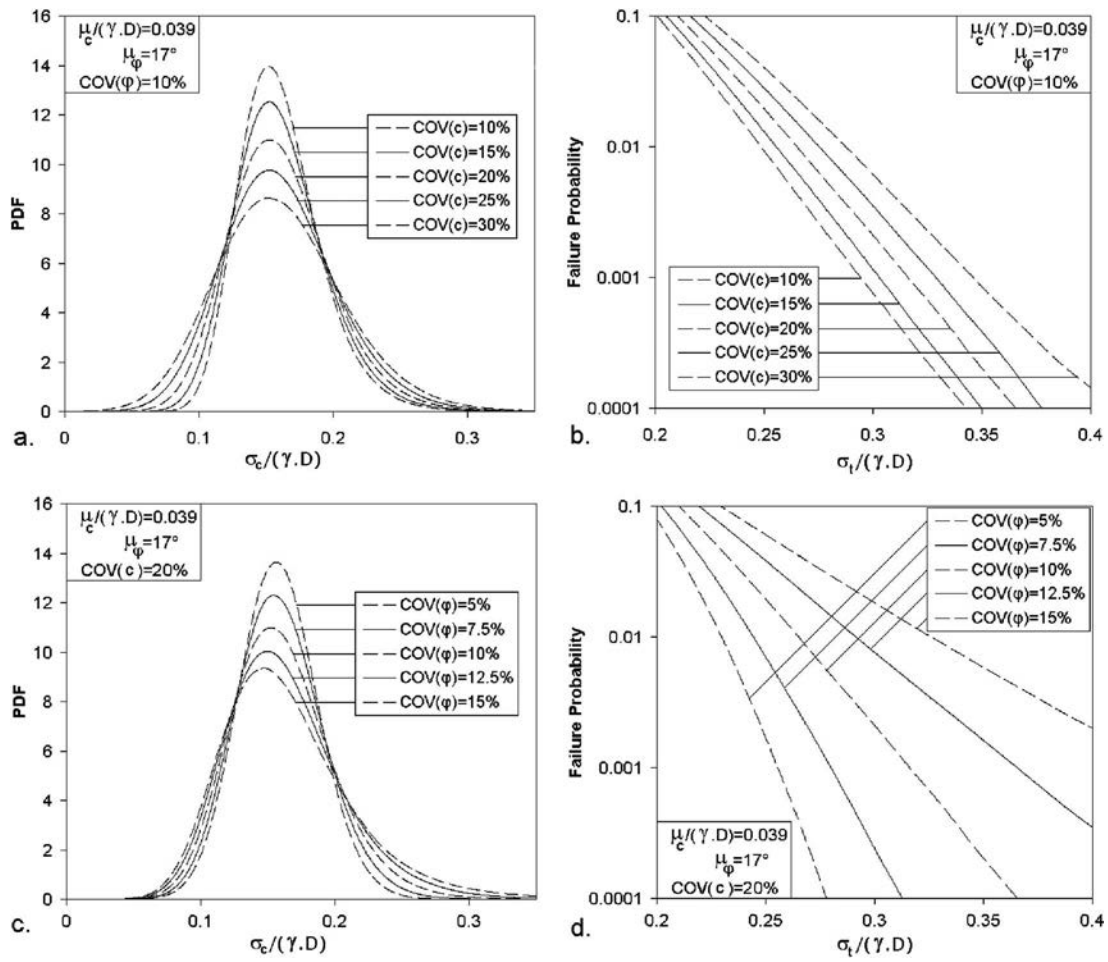 μc/(γ.D)=0.039
μφ=17°
COV(φ)=10%
16
14
12
10
8
6
4
2
0
PDF
COV(c)=10%
COV(c)=15%
COV(c)=20%
COV(c)=25%
COV(c)=30%
0
0.1
0.2
0.3
σc/(γ.D)
a.
μc/(γ.D)=0.039
μφ=17°
COV(φ)=10%
0.1
0.01
0.001
0.0001
Failure Probability
COV(c)=10%
COV(c)=15%
COV(c)=20%
COV(c)=25%
COV(c)=30%
0.2
0.25
0.3
0.35
0.4
σt/(γ.D)
b.
μc/(γ.D)=0.039
μφ=17°
COV(c)=20%
16
14
12
10
8
6
4
2
0
PDF
COV(φ)=5%
COV(φ)=7.5%
COV(φ)=10%
COV(φ)=12.5%
COV(φ)=15%
0
0.1
0.2
0.3
σc/(γ.D)
c.
0.1
0.01
0.001
0.0001
Failure Probability
COV(φ)=5%
COV(φ)=7.5%
COV(φ)=10%
COV(φ)=12.5%
COV(φ)=15%
μc/(γ.D)=0.039
μφ=17°
COV(c)=20%
0.2
0.25
0.3
0.35
0.4
σt/(γ.D)
d.